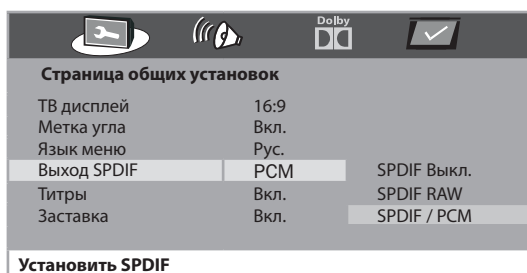 Dolby
Страница общих установок
ТВ дисплей 16:9
Метка угла Вкл.
Язык меню Рус.
Выход SPDIF PCM SPDIF Выкл.
Титры Вкл. SPDIF RAW
Заставка Вкл. SPDIF / PCM
Установить SPDIF